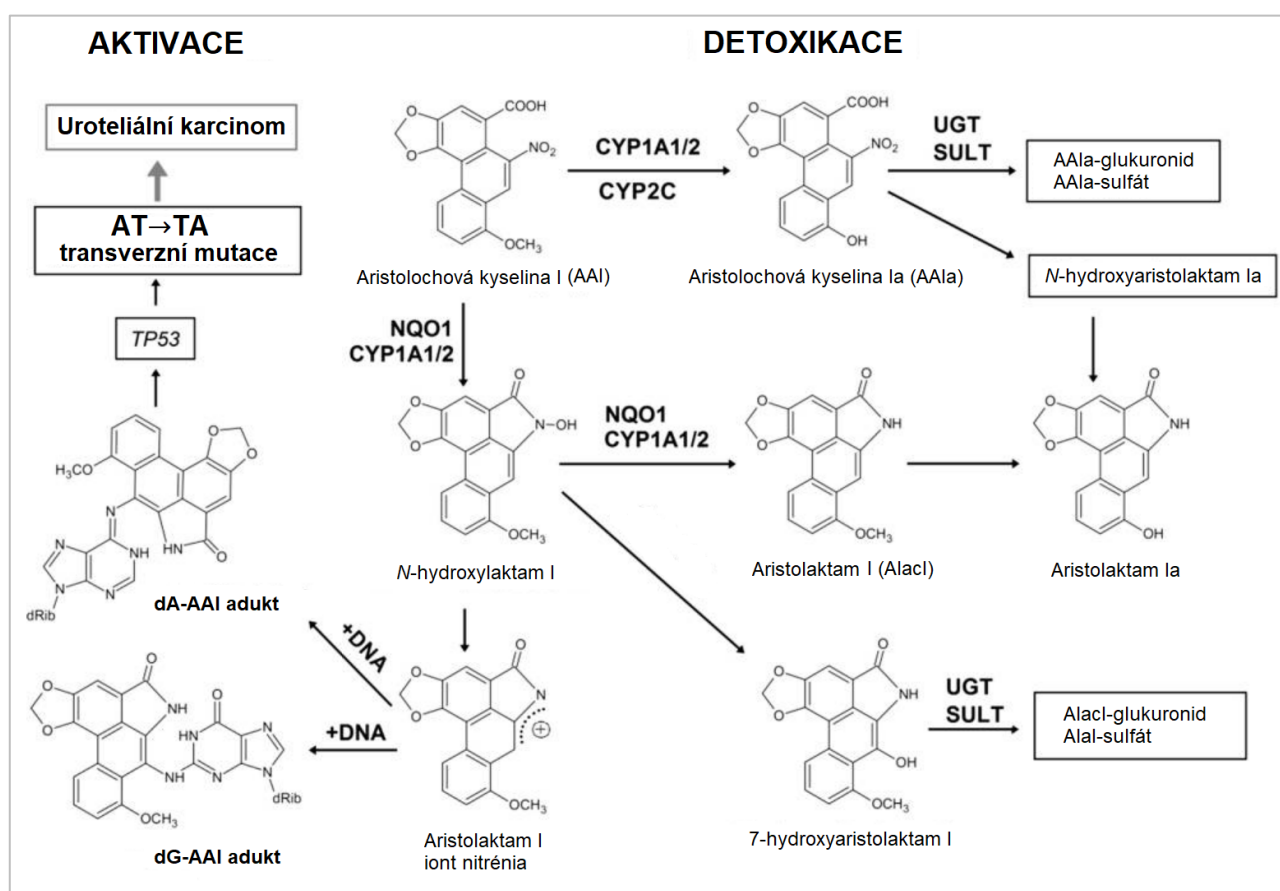 AKTIVACE
DETOXIKACE
Uroteliální karcinom
AT→TA
transverzní mutace
TP53
H3CO
N
HN
O
N
NH
N
N
dRib
dA-AAI adukt
O
O
O
O
NH
O
HN
N
NH
N
N
OCH3
dRib
dG-AAI adukt
+DNA
+DNA
O
O
COOH
NO2
OCH3
Aristolochová kyselina I (AAI)
CYP1A1/2
CYP2C
O
O
COOH
NO2
OH
Aristolochová kyselina Ia (AAIa)
UGT
SULT
AAIa-glukuronid
AAIa-sulfát
N-hydroxyaristolaktam Ia
NQO1
CYP1A1/2
O
O
O
N–OH
OCH3
N-hydroxylaktam I
NQO1
CYP1A1/2
O
O
O
NH
OCH3
Aristolaktam I (AlacI)
O
O
O
NH
OH
Aristolaktam Ia
O
O
O
N
+
OCH3
Aristolaktam I
iont nitrénia
O
O
O
NH
OH
OCH3
7-hydroxyaristolaktam I
UGT
SULT
AlacI-glukuronid
AlaI-sulfát